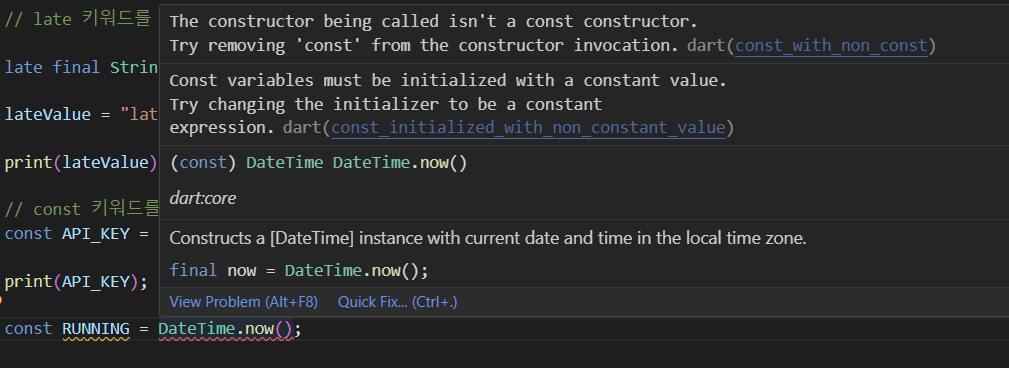 // late 키워드를
The constructor being called isn't a const constructor.
Try removing 'const' from the constructor invocation. dart(const_with_non_const)
late final Strin
Const variables must be initialized with a constant value.
Try changing the initializer to be a constant
lateValue = "lat
expression. dart(const_initialized_with_non_constant_value)
print(lateValue)
(const) DateTime DateTime.now()
dart:core
// const 키워드를
const API_KEY =
Constructs a [DateTime] instance with current date and time in the local time zone.
final now = DateTime.now();
print(API_KEY);
View Problem (Alt+F8) Quick Fix... (Ctrl+.)
const RUNNING = DateTime.now();